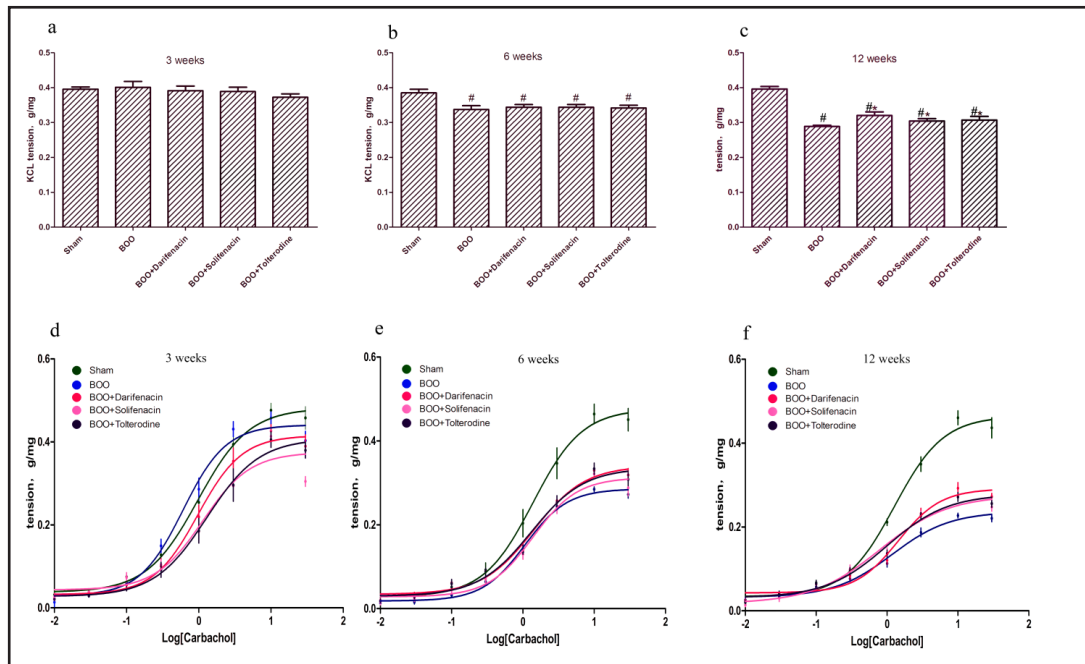 a
3 weeks
KCL tension, g/mg
0.5
0.4
0.3
0.2
0.1
0.0
Sham
BOO
BOO+Darifenacin
BOO+Solifenacin
BOO+Tolterodine
b
6 weeks
KCL tension, g/mg
0.5
0.4
0.3
0.2
0.1
0.0
# # # #
Sham
BOO
BOO+Darifenacin
BOO+Solifenacin
BOO+Tolterodine
c
12 weeks
tension, g/mg
0.5
0.4
0.3
0.2
0.1
0.0
# #* #* #*
Sham
BOO
BOO+Darifenacin
BOO+Solifenacin
BOO+Tolterodine
d
3 weeks
Sham
BOO
BOO+Darifenacin
BOO+Solifenacin
BOO+Tolterodine
tension, g/mg
0.6
0.4
0.2
0.0
-2 -1 0 1 2
Log[Carbachol]
e
6 weeks
Sham
BOO
BOO+Darifenacin
BOO+Solifenacin
BOO+Tolterodine
tension, g/mg
0.6
0.4
0.2
0.0
-2 -1 0 1 2
Log[Carbachol]
f
12 weeks
Sham
BOO
BOO+Darifenacin
BOO+Solifenacin
BOO+Tolterodine
tension, g/mg
0.6
0.4
0.2
0.0
-2 -1 0 1 2
Log[Carbachol]